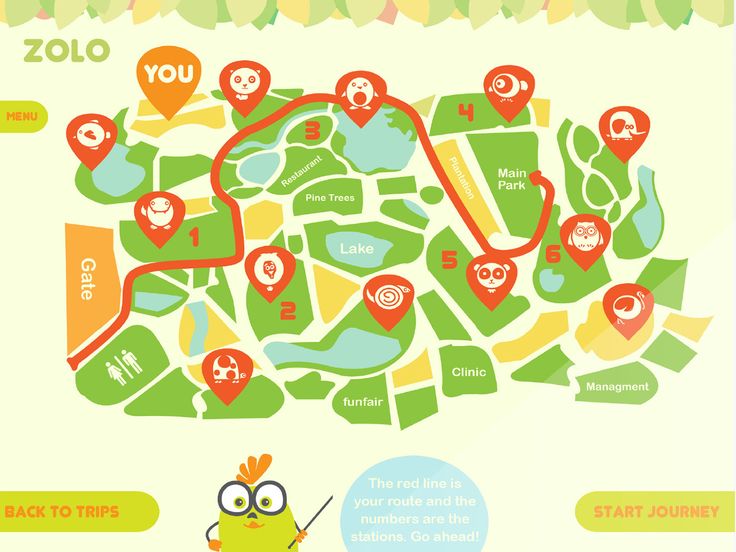 ZOLO
YOU
MENU
4
3
Restaurant
Plantation
Main
Park
Pine Trees
1
Lake
Gate
5
6
2
Clinic
Managment
funfair
The red line is
your route and the
numbers are the
stations. Go ahead!
BACK TO TRIPS
START JOURNEY